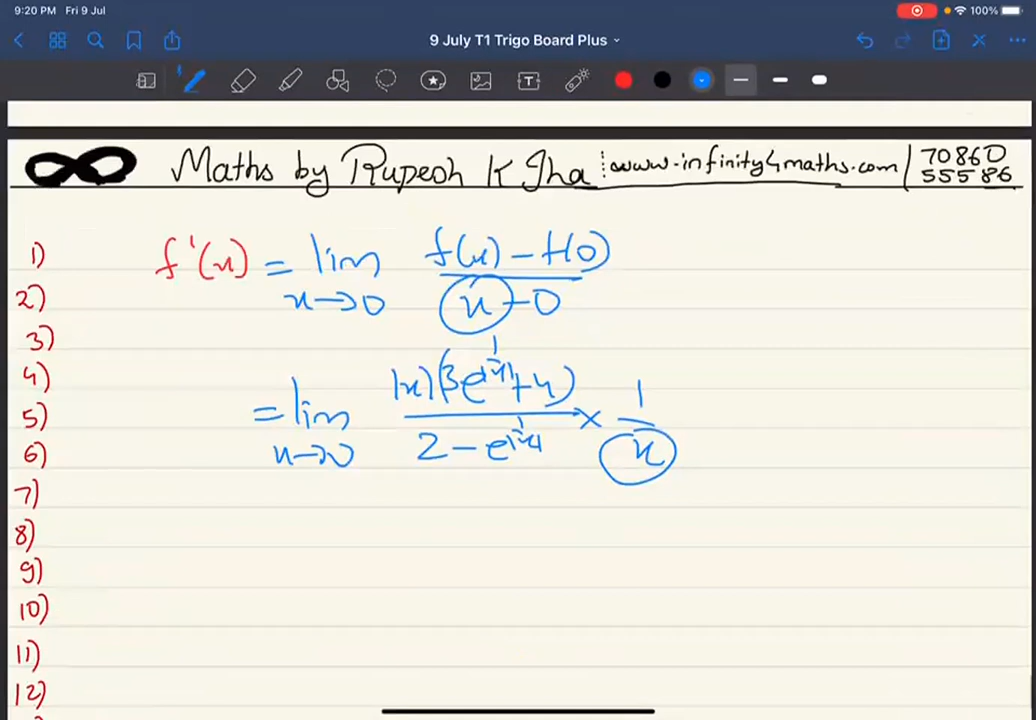 9:20 PM Fri 9 Jul 100%
9 July T1 Trigo Board Plus
T
∞ Maths by Rupesh K Jha www.infinity4maths.com 70860 55586
1) f'(x) = lim x→0 f(x) - f(0) / x - 0
2)
3)
4)
5) = lim x→0 |x|(3e^{1/|x|} + 4) / 2 - e^{1/|x|} × 1/x
6)
7)
8)
9)
10)
11)
12)